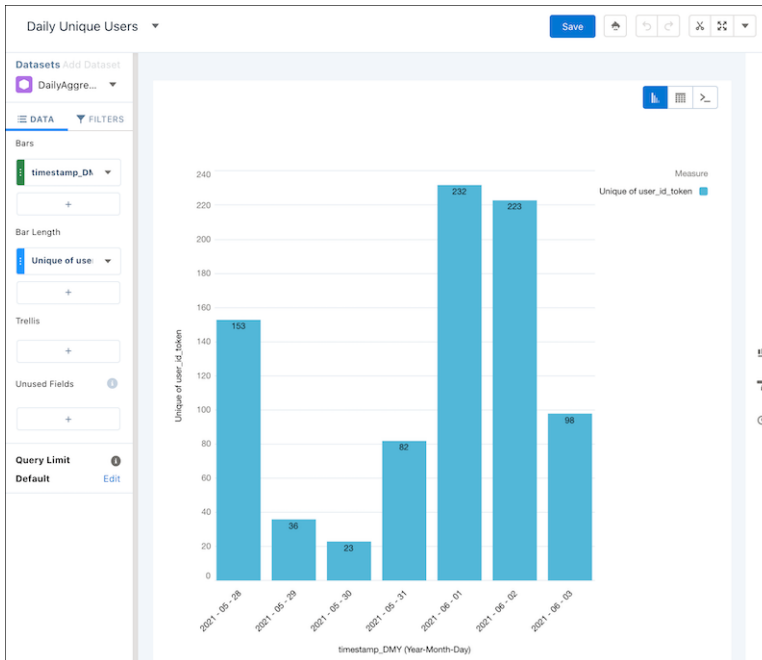 Daily Unique Users
Save
Datasets Add Dataset
DailyAggre...
DATA
FILTERS
Bars
timestamp_DM
+
Bar Length
Unique of use
+
Trellis
+
Unused Fields
+
Query Limit
Default
Edit
Measure
Unique of user_id_token
240
220
200
180
160
140
120
100
80
60
40
20
0
Unique of user_id_token
153
36
23
82
232
223
98
2021 - 05 - 28
2021 - 05 - 29
2021 - 05 - 30
2021 - 05 - 31
2021 - 06 - 01
2021 - 06 - 02
2021 - 06 - 03
timestamp_DMY (Year-Month-Day)